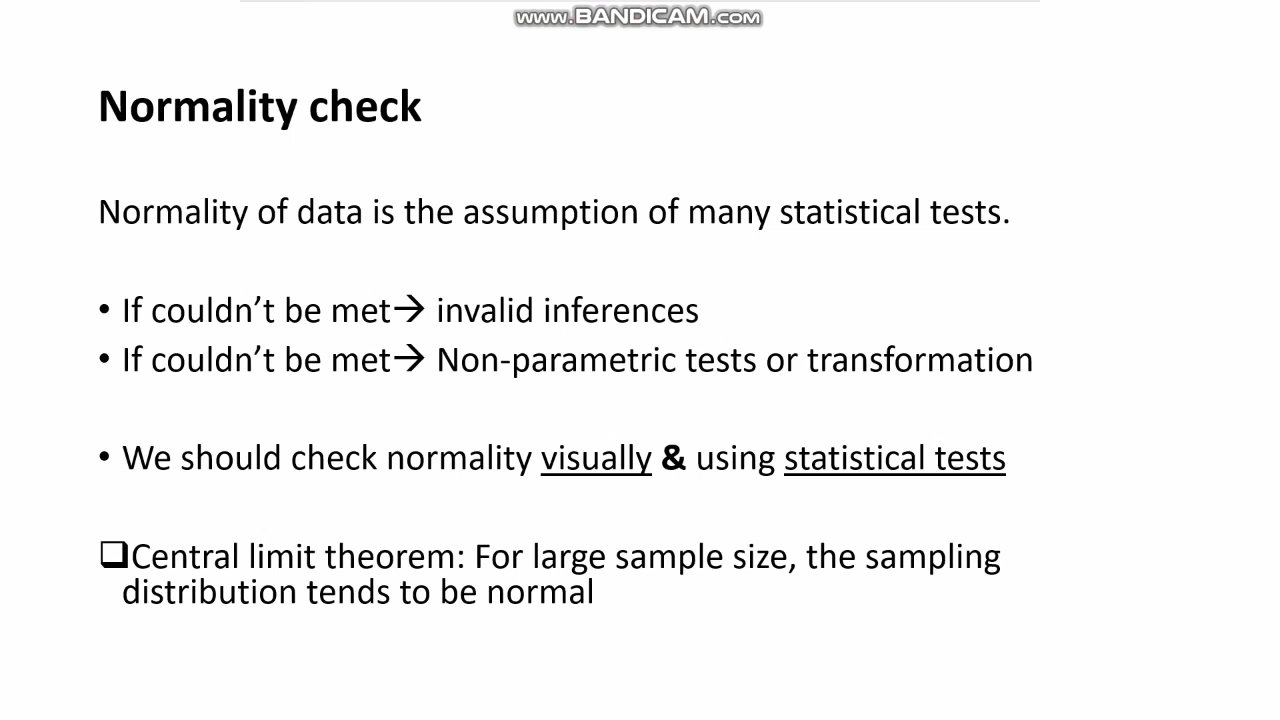 www.BANDICAM.com
Normality check
Normality of data is the assumption of many statistical tests.
• If couldn’t be met→ invalid inferences
• If couldn’t be met→ Non-parametric tests or transformation
• We should check normality visually & using statistical tests
❑Central limit theorem: For large sample size, the sampling
distribution tends to be normal